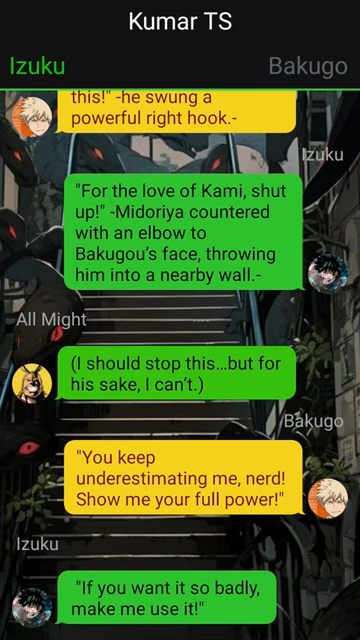 Kumar TS
Izuku
Bakugo
this!" -he swung a
powerful right hook.-
Izuku
"For the love of Kami, shut
up!" -Midoriya countered
with an elbow to
Bakugou’s face, throwing
him into a nearby wall.-
All Might
(I should stop this…but for
his sake, I can’t.)
Bakugo
"You keep
underestimating me, nerd!
Show me your full power!"
Izuku
"If you want it so badly,
make me use it!"